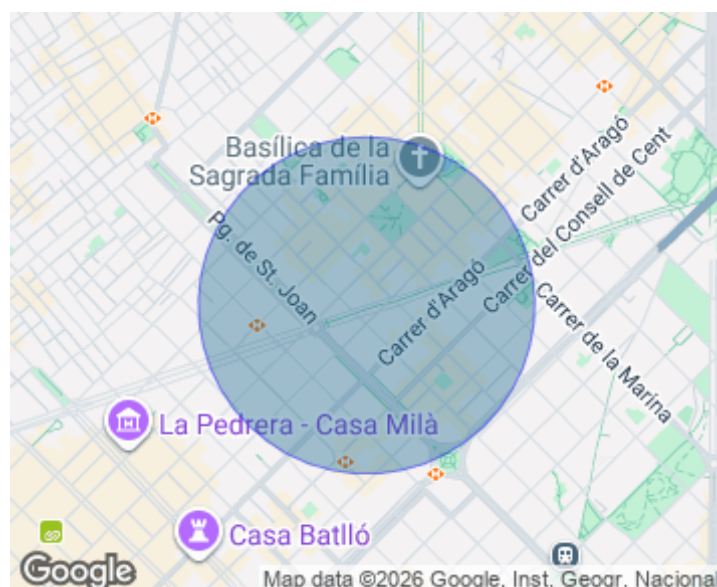 Basílica de la
Sagrada Família
Carrer d'Aragó
Carrer del Consell de Cent
Pg. de St. Joan
Carrer d'Aragó
Carrer de la Marina
La Pedrera - Casa Milà
Casa Batlló
Google
Map data ©2026 Google, Inst. Geogr. Nacional